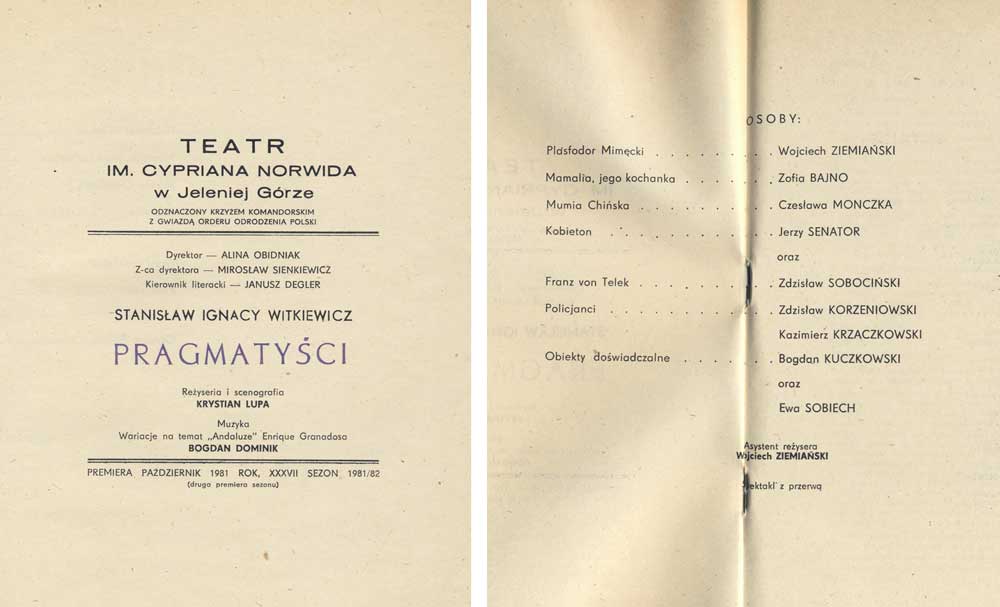 TEATR
IM. CYPRIANA NORWIDA
w Jeleniej Górze
ODZNACZONY KRZYŻEM KOMANDORSKIM
Z GWIAZDĄ ORDERU ODRODZENIA POLSKI
Dyrektor — ALINA OBIDNIAK
Z-ca dyrektora — MIROSŁAW SIENKIEWICZ
Kierownik literacki — JANUSZ DEGLER
STANISŁAW IGNACY WITKIEWICZ
PRAGMATYŚCI
Reżyseria i scenografia
KRYSTIAN LUPA
Muzyka
Wariacje na temat „Andaluze” Enrique Granadosa
BOGDAN DOMINIK
PREMIERA PAŹDZIERNIK 1981 ROK, XXXVII SEZON 1981/82
(druga premiera sezonu)
OSOBY:
Plasfodor Mimęcki . . . . . . . . . Wojciech ZIEMIAŃSKI
Mamalia, jego kochanka . . . . . . . . Zofia BAJNO
Mumia Chińska . . . . . . . . . . Czesława MONCZKA
Kobieton . . . . . . . . . . . Jerzy SENATOR
oraz
Franz von Telek . . . . . . . . . . Zdzisław SOBOCIŃSKI
Policjanci . . . . . . . . . . . Zdzisław KORZENIOWSKI
Kazimierz KRZACZKOWSKI
Obiekty doświadczalne . . . . . . . Bogdan KUCZKOWSKI
oraz
Ewa SOBIECH
Asystent reżysera
Wojciech ZIEMIAŃSKI
Spektakl z przerwą